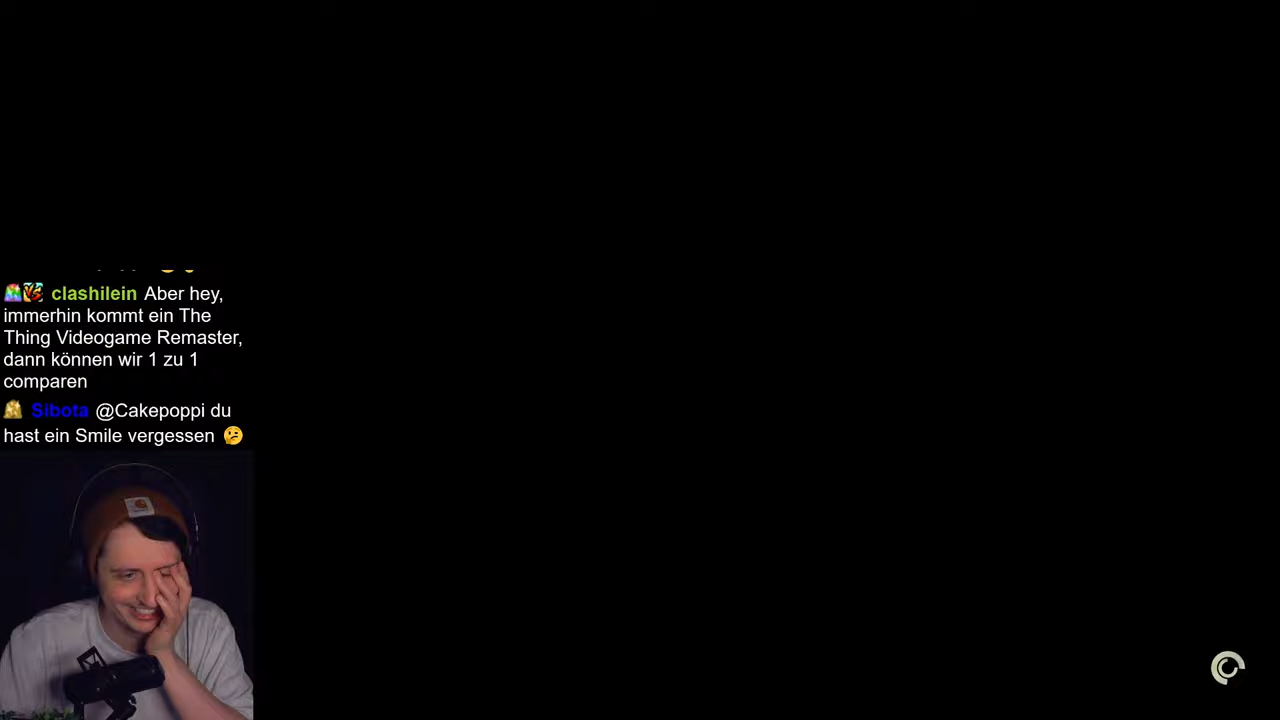 clashilein Aber hey,
immerhin kommt ein The
Thing Videogame Remaster,
dann können wir 1 zu 1
comparen
Sibota @Cakepoppi du
hast ein Smile vergessen 🤔